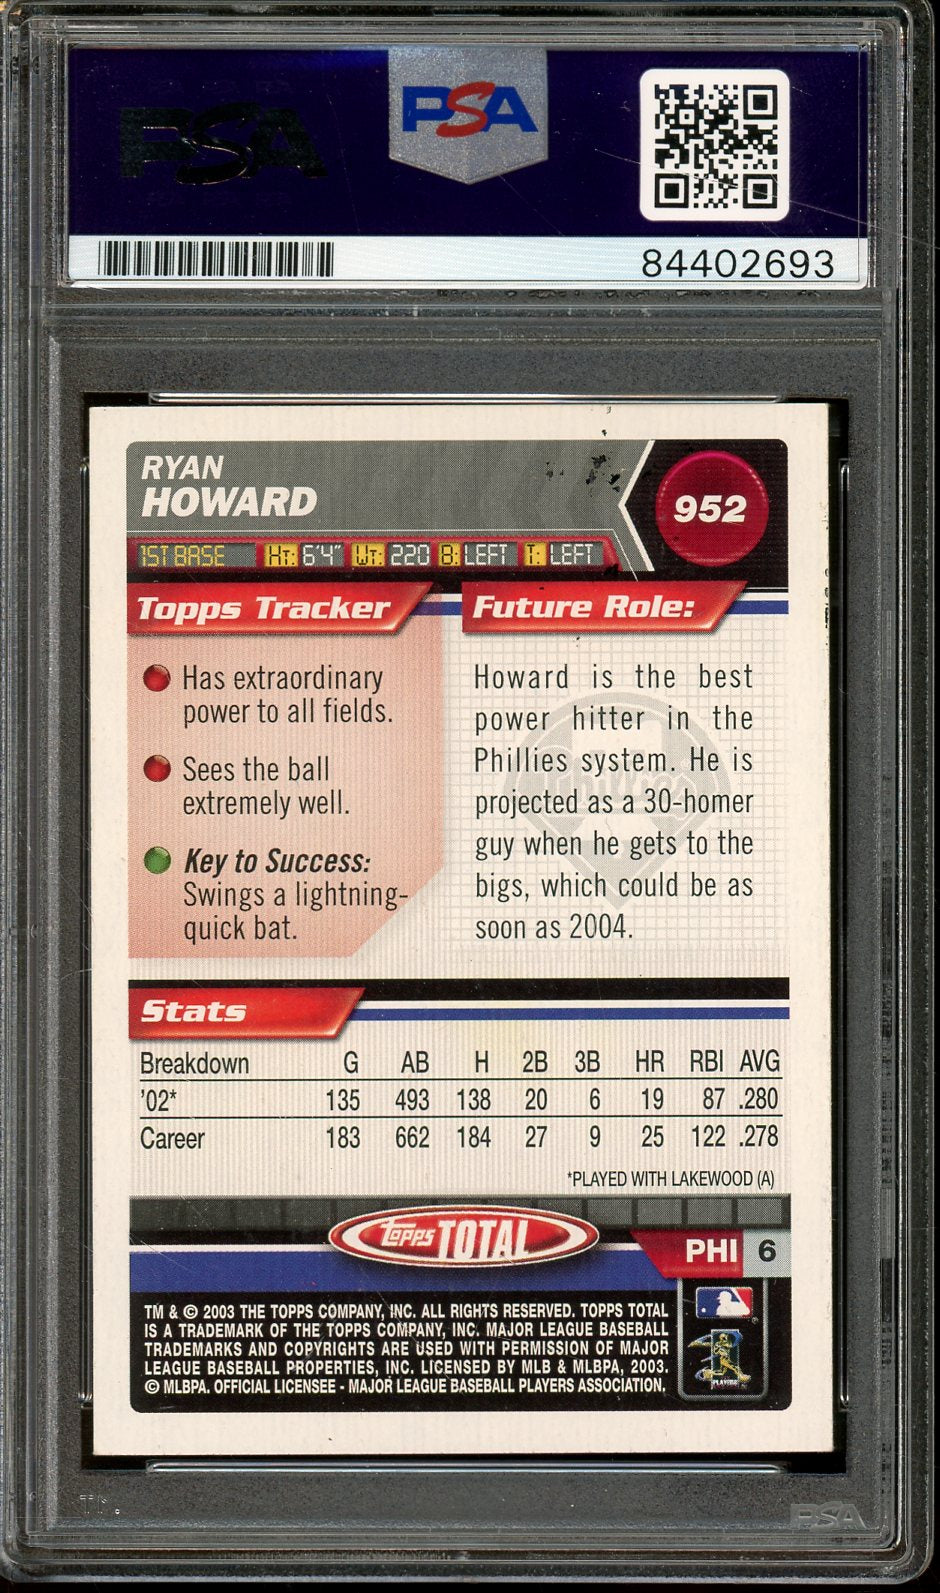 PSA
PSA
84402693
RYAN
HOWARD
952
1ST BASE HT: 6'4" WT: 220 B: LEFT T: LEFT
Topps Tracker
Has extraordinary
power to all fields.
Sees the ball
extremely well.
Key to Success:
Swings a lightning-
quick bat.
Future Role:
Howard is the best
power hitter in the
Phillies system. He is
projected as a 30-homer
guy when he gets to the
bigs, which could be as
soon as 2004.
Phillies
Stats
Breakdown G AB H 2B 3B HR RBI AVG
'02* 135 493 138 20 6 19 87 .280
Career 183 662 184 27 9 25 122 .278
*PLAYED WITH LAKEWOOD (A)
Topps TOTAL
PHI 6
TM & © 2003 THE TOPPS COMPANY, INC. ALL RIGHTS RESERVED. TOPPS TOTAL
IS A TRADEMARK OF THE TOPPS COMPANY, INC. MAJOR LEAGUE BASEBALL
TRADEMARKS AND COPYRIGHTS ARE USED WITH PERMISSION OF MAJOR
LEAGUE BASEBALL PROPERTIES, INC. LICENSED BY MLB & MLBPA, 2003.
© MLBPA. OFFICIAL LICENSEE - MAJOR LEAGUE BASEBALL PLAYERS ASSOCIATION.
PLAYERS
PSA